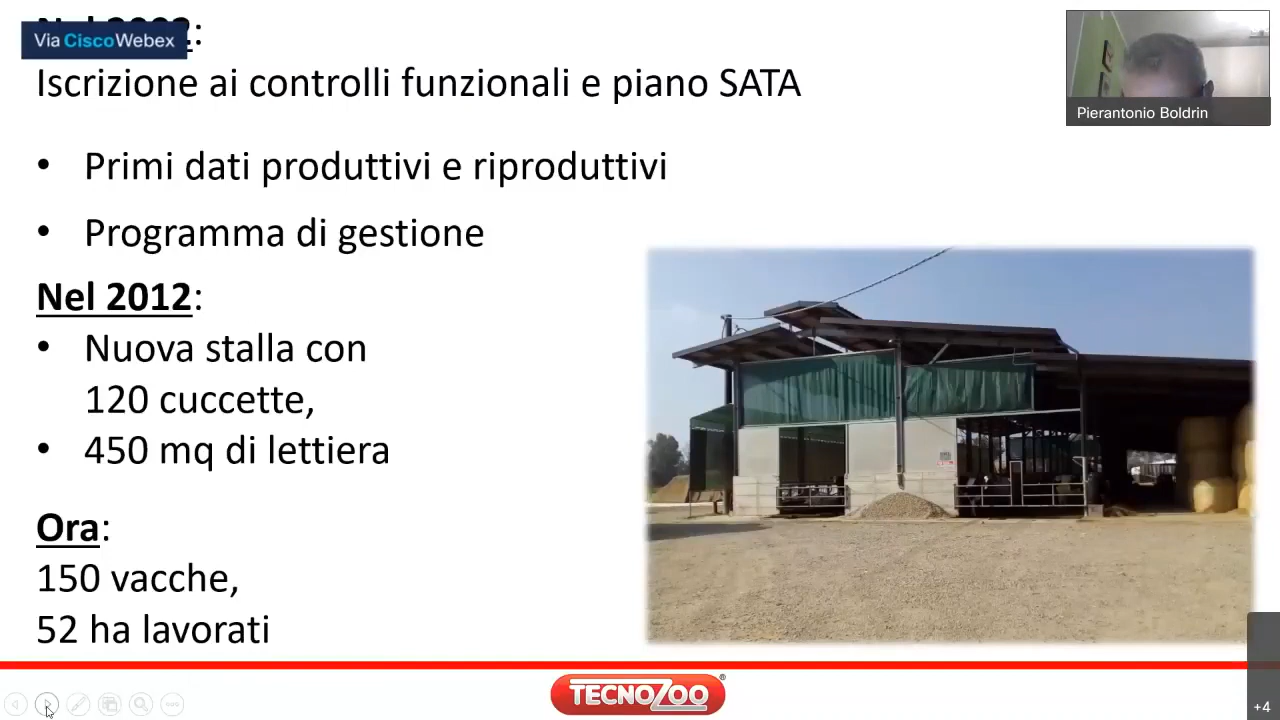 Via CiscoWebex
:
Iscrizione ai controlli funzionali e piano SATA
• Primi dati produttivi e riproduttivi
• Programma di gestione
Nel 2012:
• Nuova stalla con
120 cuccette,
• 450 mq di lettiera
Ora:
150 vacche,
52 ha lavorati
Pierantonio Boldrin
TECNOZOO®
+4